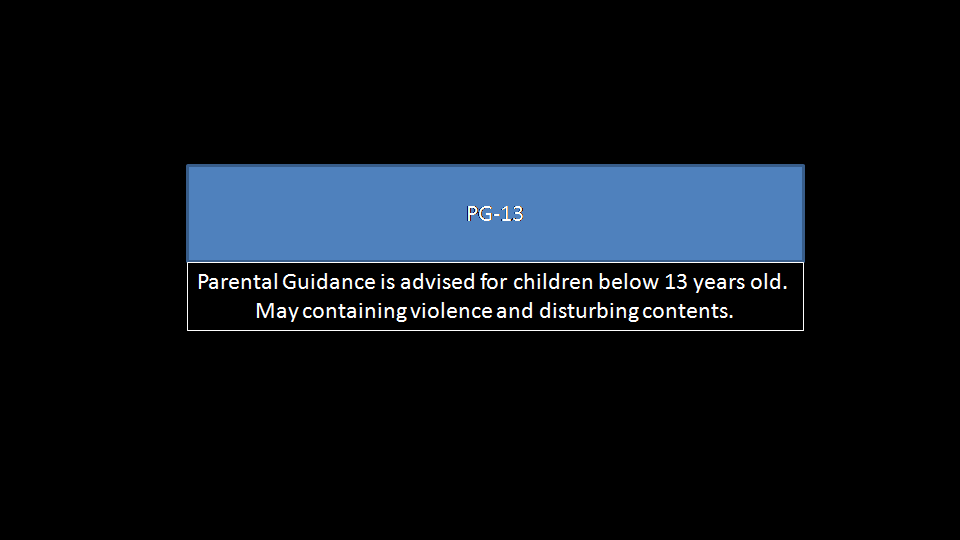 PG-13
Parental Guidance is advised for children below 13 years old.
May containing violence and disturbing contents.